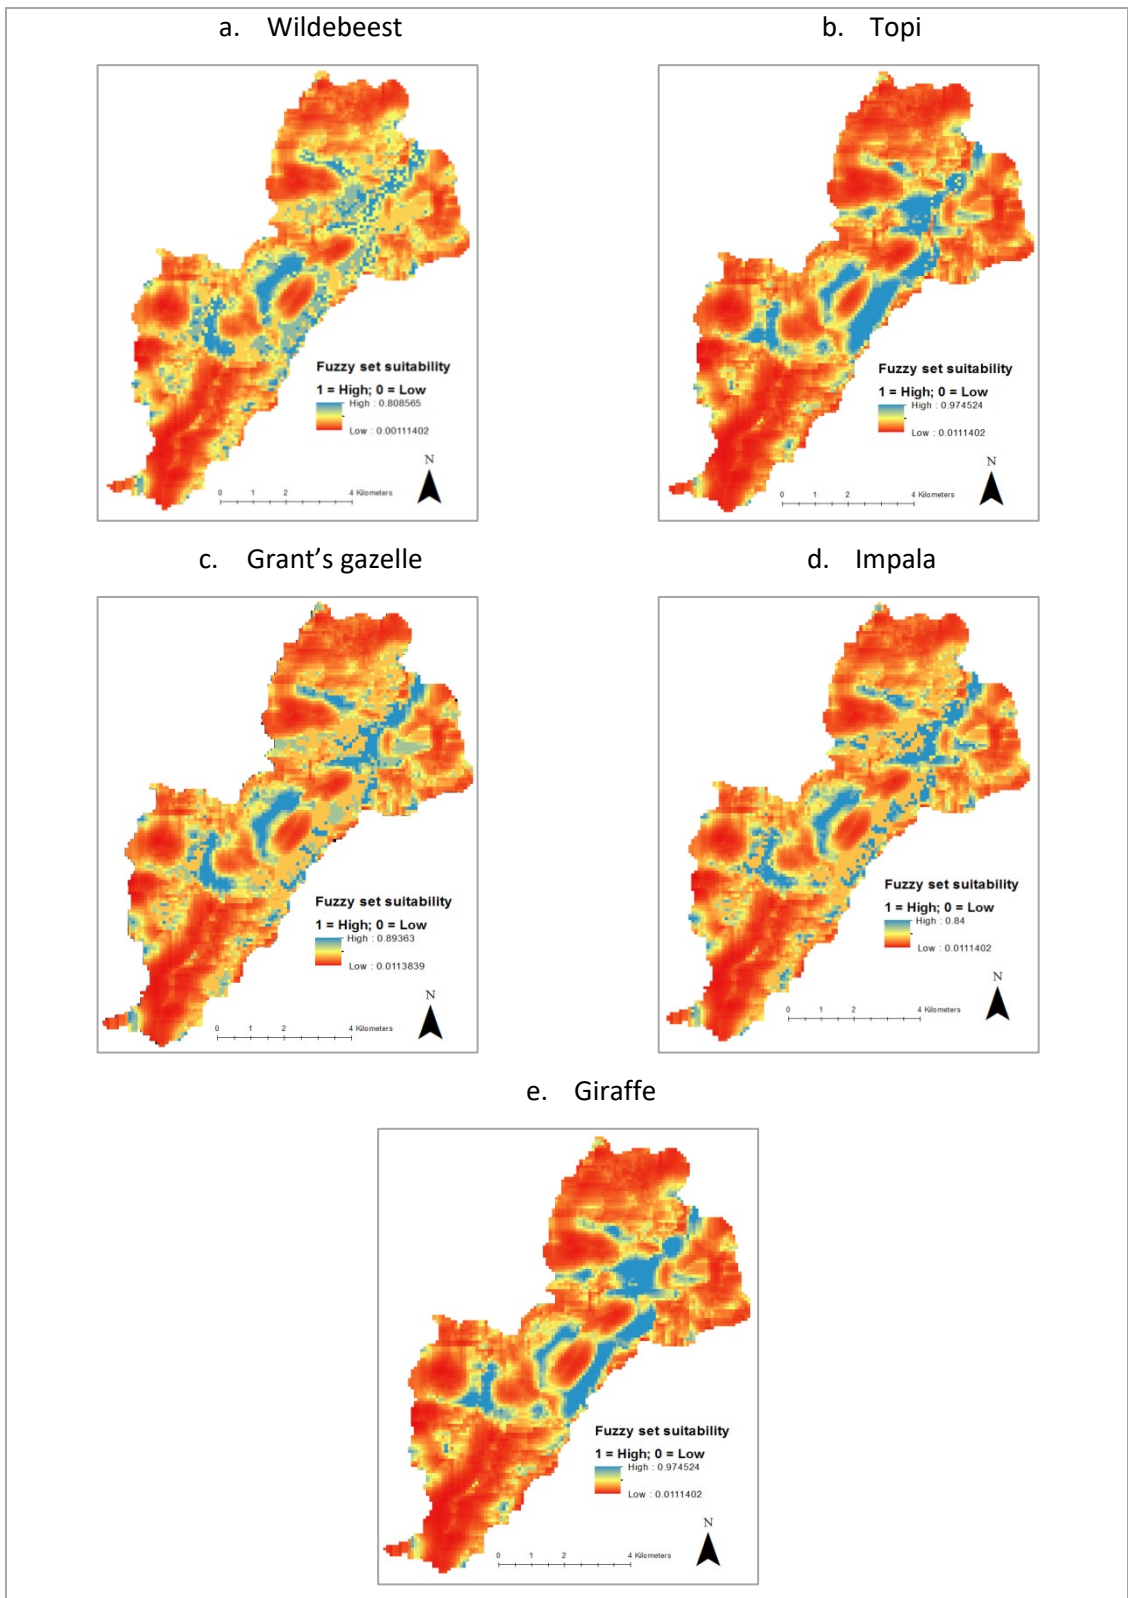 a. Wildebeest
b. Topi
Fuzzy set suitability
1 = High; 0 = Low
High : 0.808565
Low : 0.00111402
N
0 1 2 4 Kilometers
Fuzzy set suitability
1 = High; 0 = Low
High : 0.974524
Low : 0.0111402
N
0 1 2 4 Kilometers
c. Grant’s gazelle
d. Impala
Fuzzy set suitability
1 = High; 0 = Low
High : 0.89363
Low : 0.0113839
N
0 1 2 4 Kilometers
Fuzzy set suitability
1 = High; 0 = Low
High : 0.84
Low : 0.0111402
N
0 1 2 4 Kilometers
e. Giraffe
Fuzzy set suitability
1 = High; 0 = Low
High : 0.974524
Low : 0.0111402
N
0 1 2 4 Kilometers